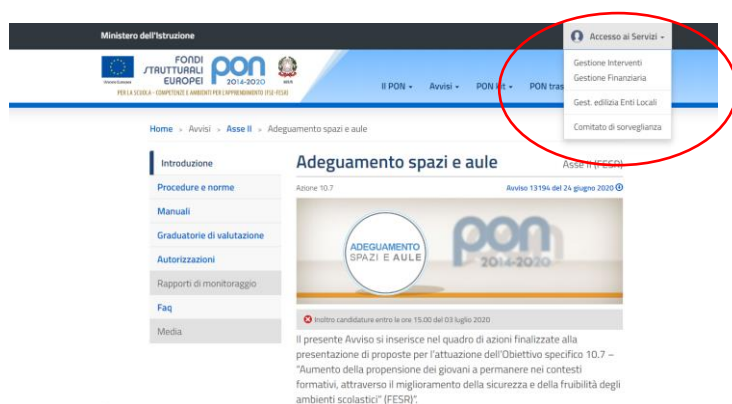 Ministero dell'Istruzione
Accesso ai Servizi
Gestione Interventi
Gestione Finanziaria
Gest. edilizia Enti Locali
Comitato di sorveglianza
FONDI
STRUTTURALI
EUROPEI
pon
2014-2020
PER LA SCUOLA - COMPETENZE E AMBIENTI PER L'APPRENDIMENTO (FSE-FESR)
Il PON
Avvisi
PON kit
PON tras
Home » Avvisi » Asse II » Adeguamento spazi e aule
Introduzione
Procedure e norme
Manuali
Graduatorie di valutazione
Autorizzazioni
Rapporti di monitoraggio
Faq
Media
Adeguamento spazi e aule
Asse II (FESR)
Azione 10.7
Avviso 13194 del 24 giugno 2020
ADEGUAMENTO
SPAZI E AULE
pon
2014-2020
Inoltro candidature entro le ore 15.00 del 03 luglio 2020
Il presente Avviso si inserisce nel quadro di azioni finalizzate alla
presentazione di proposte per l'attuazione dell'Obiettivo specifico 10.7 –
"Aumento della propensione dei giovani a permanere nei contesti
formativi, attraverso il miglioramento della sicurezza e della fruibilità degli
ambienti scolastici" (FESR)".